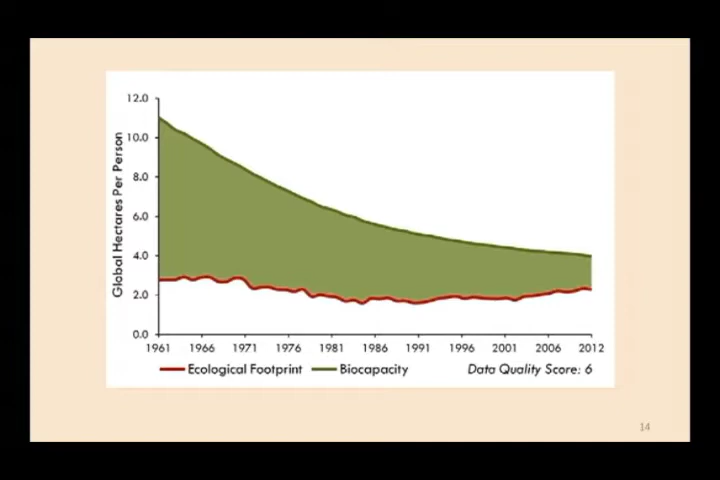 Global Hectares Per Person
12.0
10.0
8.0
6.0
4.0
2.0
0.0
1961 1966 1971 1976 1981 1986 1991 1996 2001 2006 2012
Ecological Footprint Biocapacity Data Quality Score: 6
14